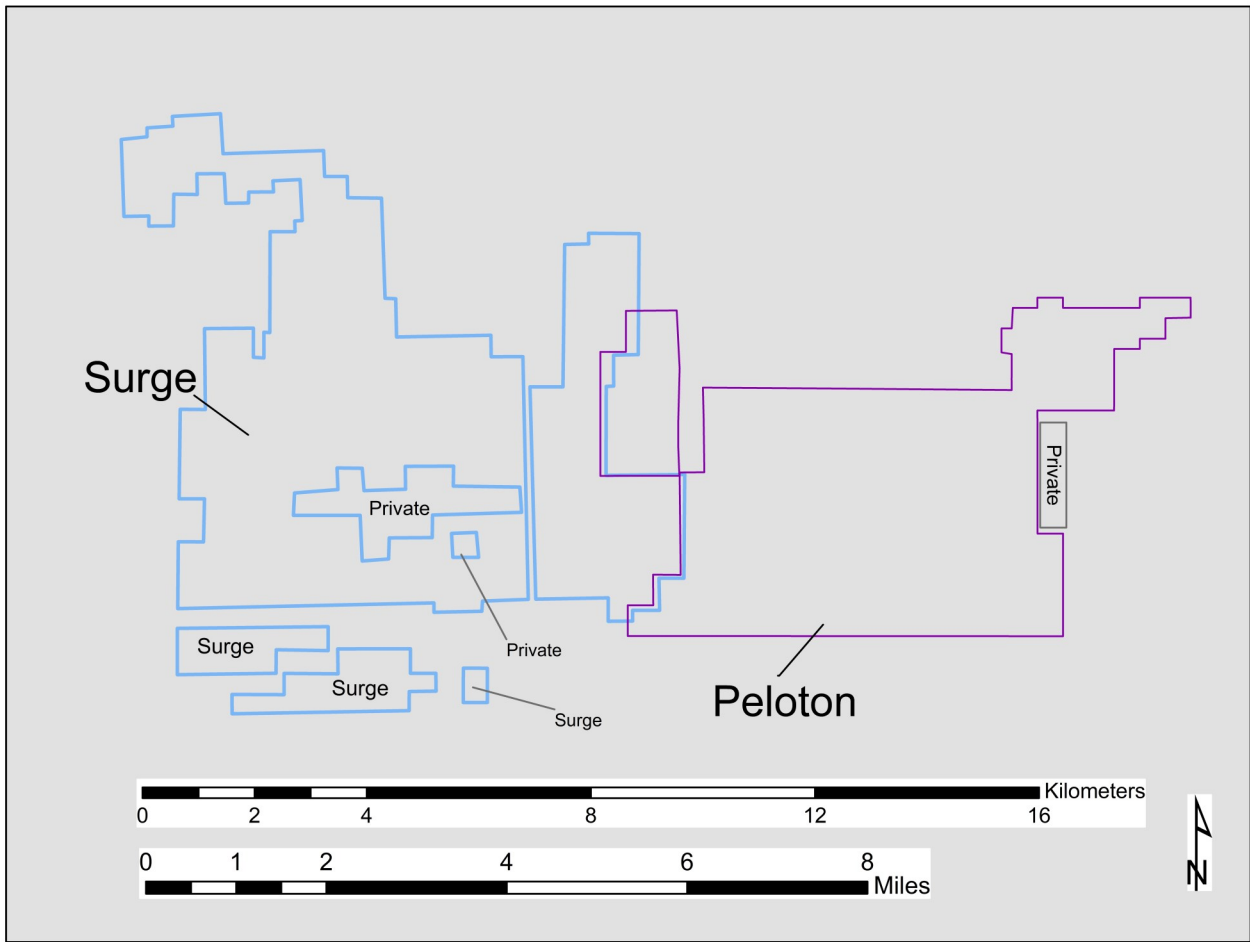 Surge
Private
Private
Private
Surge
Surge
Surge
Peloton
Kilometers
0 2 4 8 12 16
0 1 2 4 6 8
Miles
N